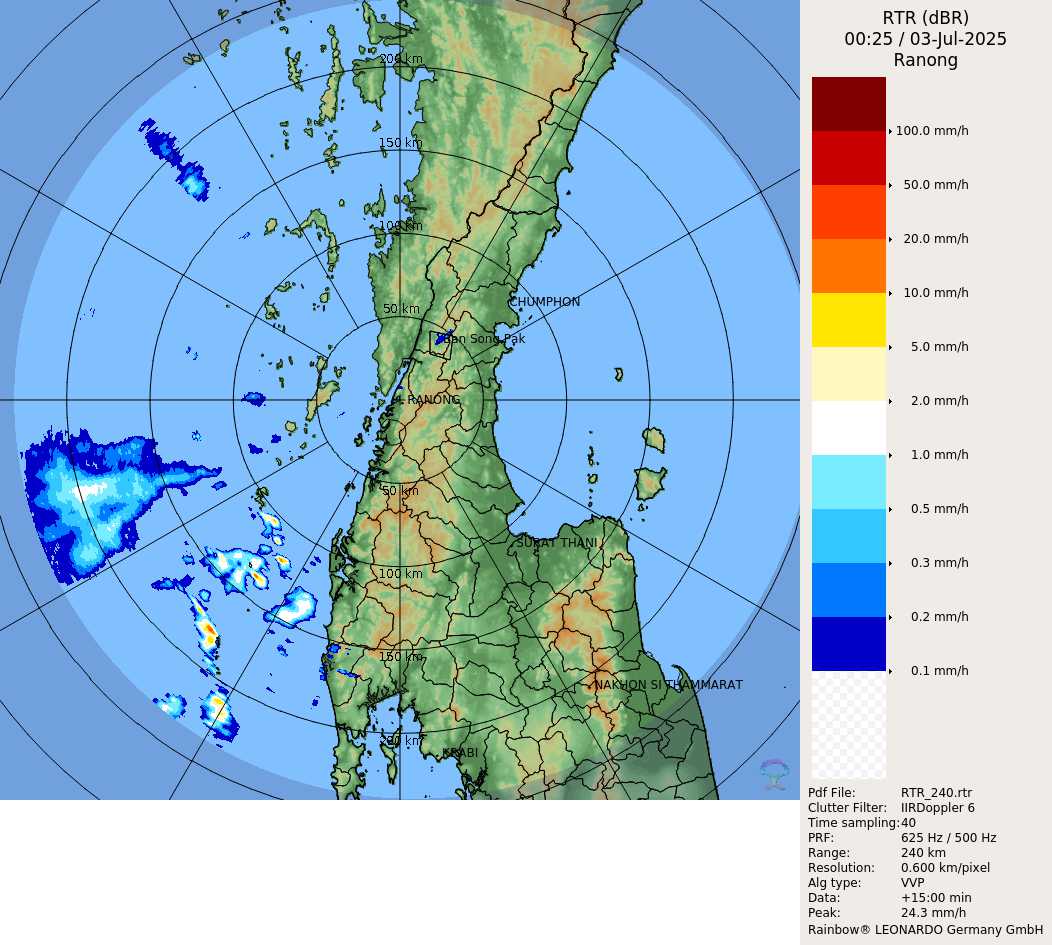 RTR (dBR)
00:25 / 03-Jul-2025
Ranong
200 km
150 km
100 km
50 km
CHUMPHON
Ban Song Pak
RANONG
50 km
SURAT THANI
100 km
150 km
NAKHON SI THAMMARAT
200 km
KRABI
100.0 mm/h
50.0 mm/h
20.0 mm/h
10.0 mm/h
5.0 mm/h
2.0 mm/h
1.0 mm/h
0.5 mm/h
0.3 mm/h
0.2 mm/h
0.1 mm/h
Pdf File: RTR_240.rtr
Clutter Filter: IIRDoppler 6
Time sampling: 40
PRF: 625 Hz / 500 Hz
Range: 240 km
Resolution: 0.600 km/pixel
Alg type: VVP
Data: +15:00 min
Peak: 24.3 mm/h
Rainbow® LEONARDO Germany GmbH